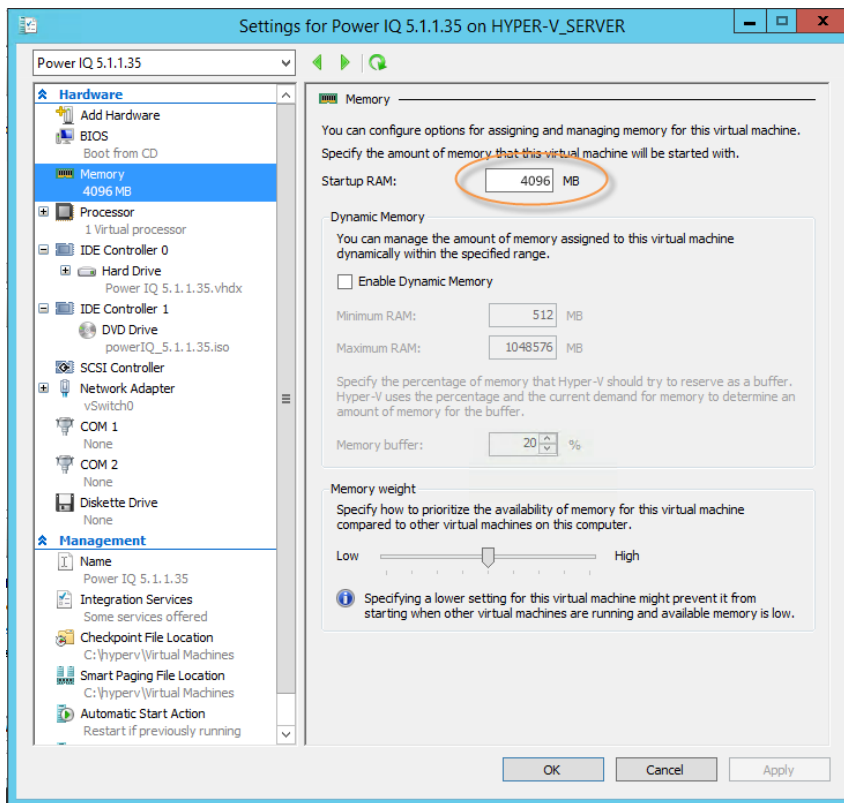 Settings for Power IQ 5.1.1.35 on HYPER-V_SERVER
Power IQ 5.1.1.35
Hardware
Add Hardware
BIOS
Boot from CD
Memory
4096 MB
Processor
1 Virtual processor
IDE Controller 0
Hard Drive
Power IQ 5.1.1.35.vhdx
IDE Controller 1
DVD Drive
powerIQ_5.1.1.35.iso
SCSI Controller
Network Adapter
vSwitch0
COM 1
None
COM 2
None
Diskette Drive
None
Management
Name
Power IQ 5.1.1.35
Integration Services
Some services offered
Checkpoint File Location
C:\hyperv\Virtual Machines
Smart Paging File Location
C:\hyperv\Virtual Machines
Automatic Start Action
Restart if previously running
Memory
You can configure options for assigning and managing memory for this virtual machine.
Specify the amount of memory that this virtual machine will be started with.
Startup RAM: 4096 MB
Dynamic Memory
You can manage the amount of memory assigned to this virtual machine
dynamically within the specified range.
Enable Dynamic Memory
Minimum RAM: 512 MB
Maximum RAM: 1048576 MB
Specify the percentage of memory that Hyper-V should try to reserve as a buffer.
Hyper-V uses the percentage and the current demand for memory to determine an
amount of memory for the buffer.
Memory buffer: 20 %
Memory weight
Specify how to prioritize the availability of memory for this virtual machine
compared to other virtual machines on this computer.
Low High
Specifying a lower setting for this virtual machine might prevent it from
starting when other virtual machines are running and available memory is low.
OK Cancel Apply